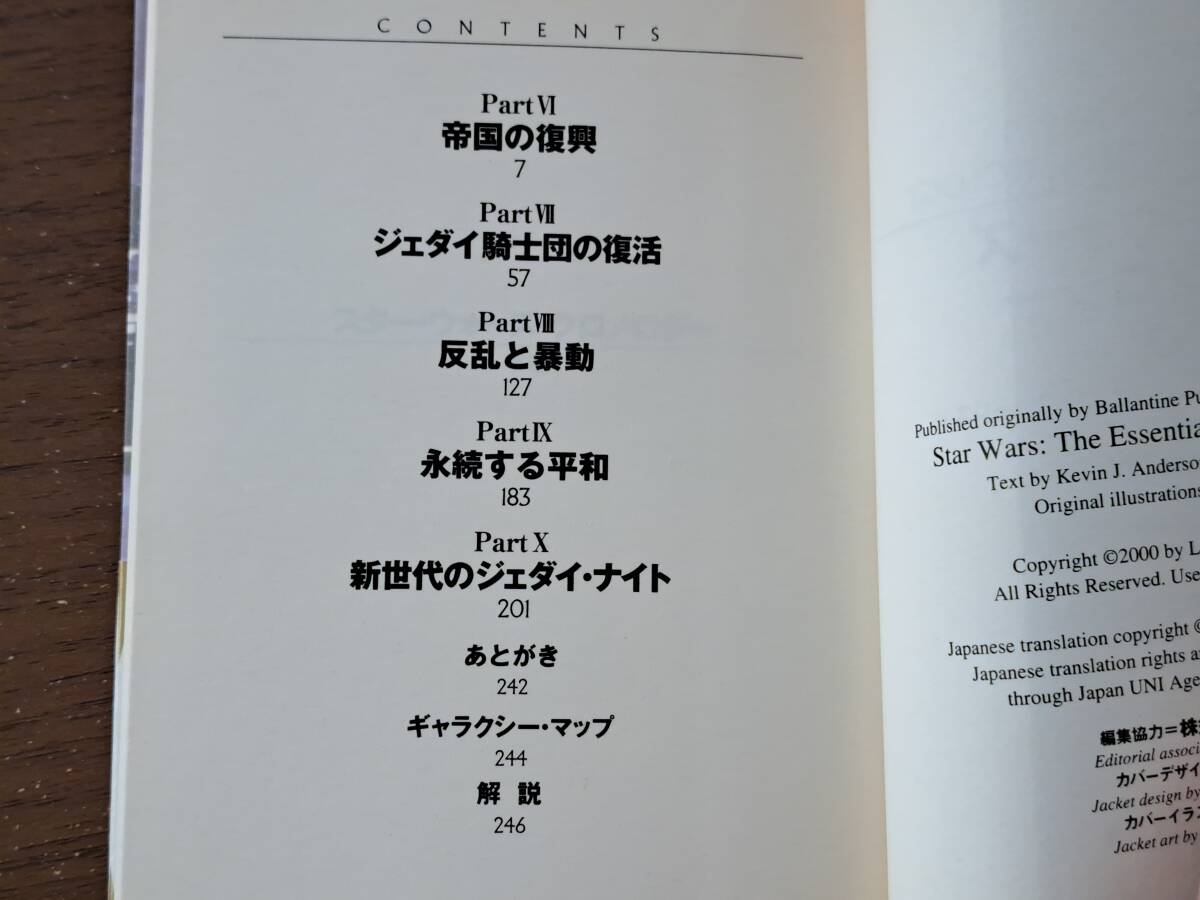 CONTENTS
Part Ⅵ
帝国の復興
7
Part Ⅶ
ジェダイ騎士団の復活
57
Part Ⅷ
反乱と暴動
127
Part Ⅸ
永続する平和
183
Part Ⅹ
新世代のジェダイ・ナイト
201
あとがき
242
ギャラクシー・マップ
244
解 説
246
Published originally by Ballantine
Star Wars: The
Text by Kevin J.
Original illustrations
Copyright ©2000 by
All Rights Reserved. Use
Japanese translation copyright
Japanese translation rights
through Japan UNI
編集協力＝
Editorial
カバーデザイ
Jacket design by
カバーイラ
Jacket art by